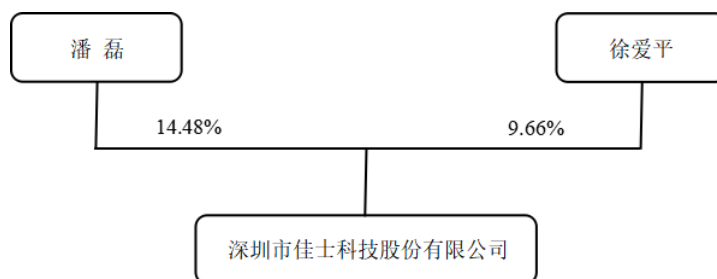 潘 磊
徐爱平
14.48%
9.66%
深圳市佳士科技股份有限公司